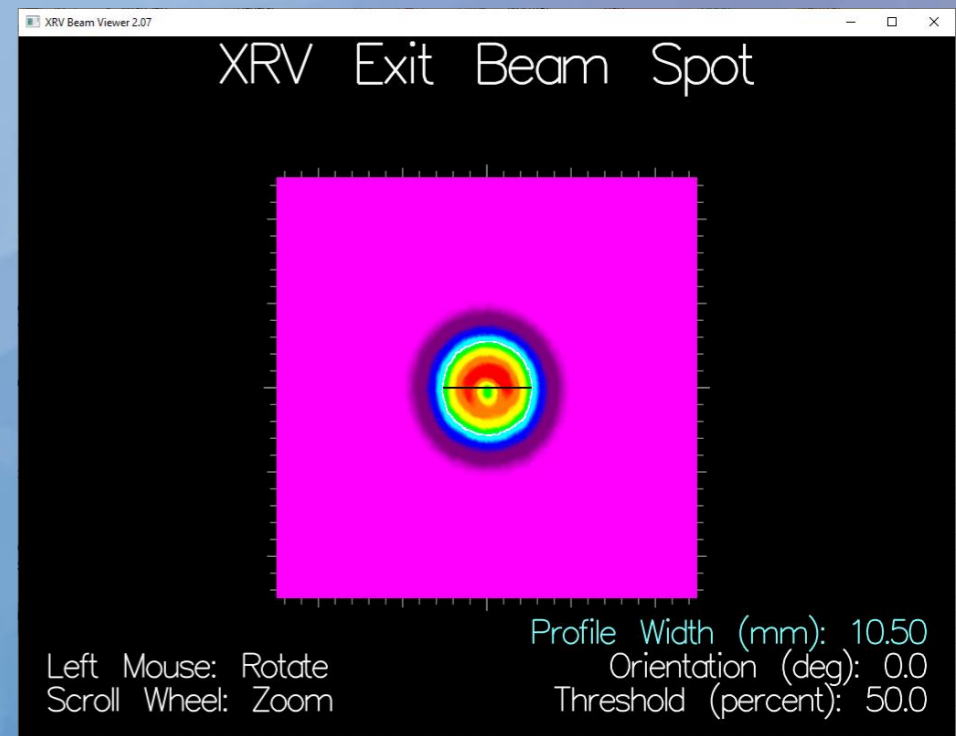 XRV Beam Viewer 2.07
XRV Exit Beam Spot
Profile Width (mm): 10.50
Left Mouse: Rotate
Orientation (deg): 0.0
Scroll Wheel: Zoom
Threshold (percent): 50.0